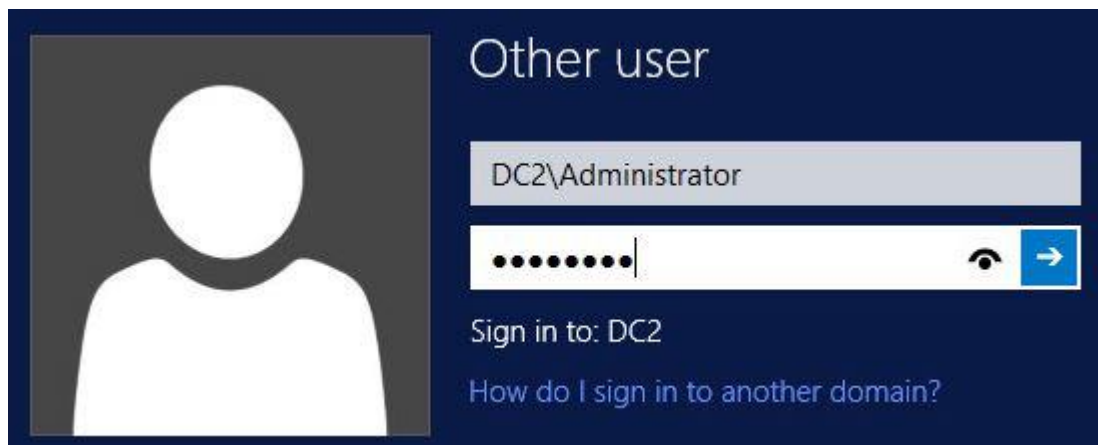 Other user
DC2\Administrator
Sign in to: DC2
How do I sign in to another domain?